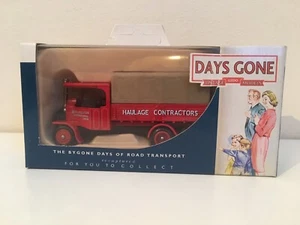 DAYS GONE
HAULAGE CONTRACTORS
THE BYGONE DAYS OF ROAD TRANSPORT
FOR YOU TO COLLECT